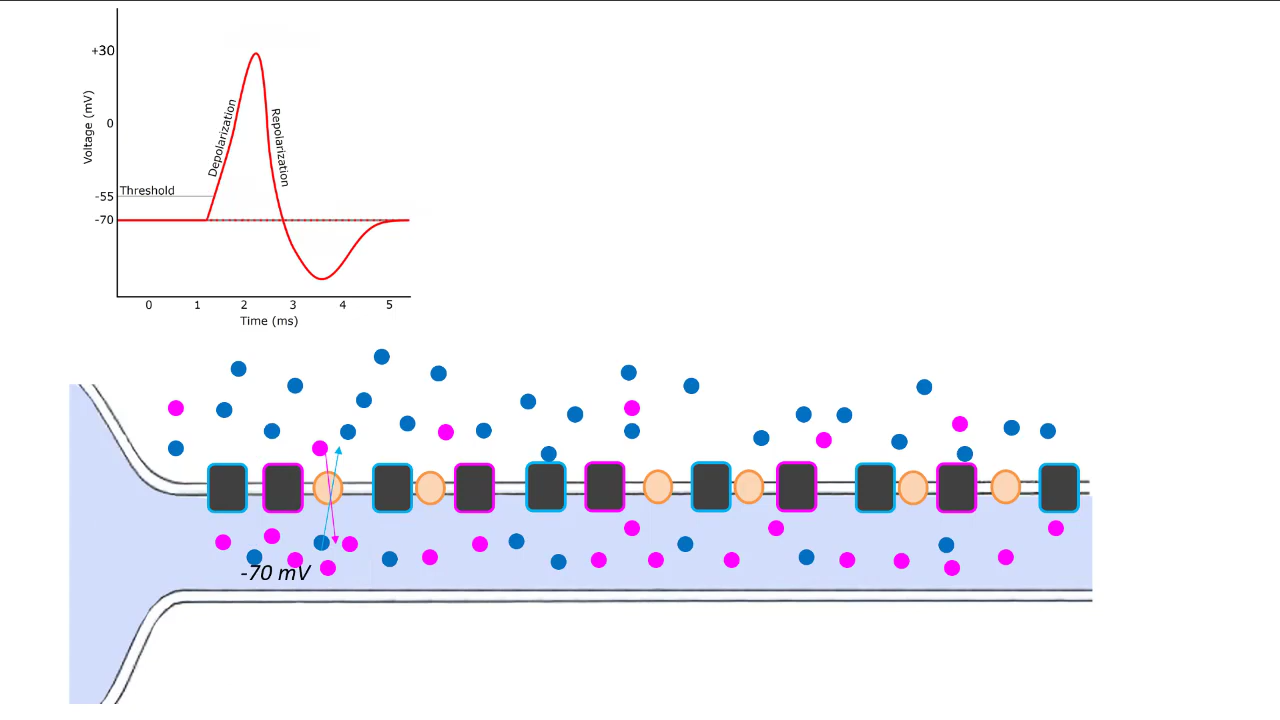 +30
0
-55
-70
Voltage (mV)
Threshold
Depolarization
Repolarization
0 1 2 3 4 5
Time (ms)
-70 mV